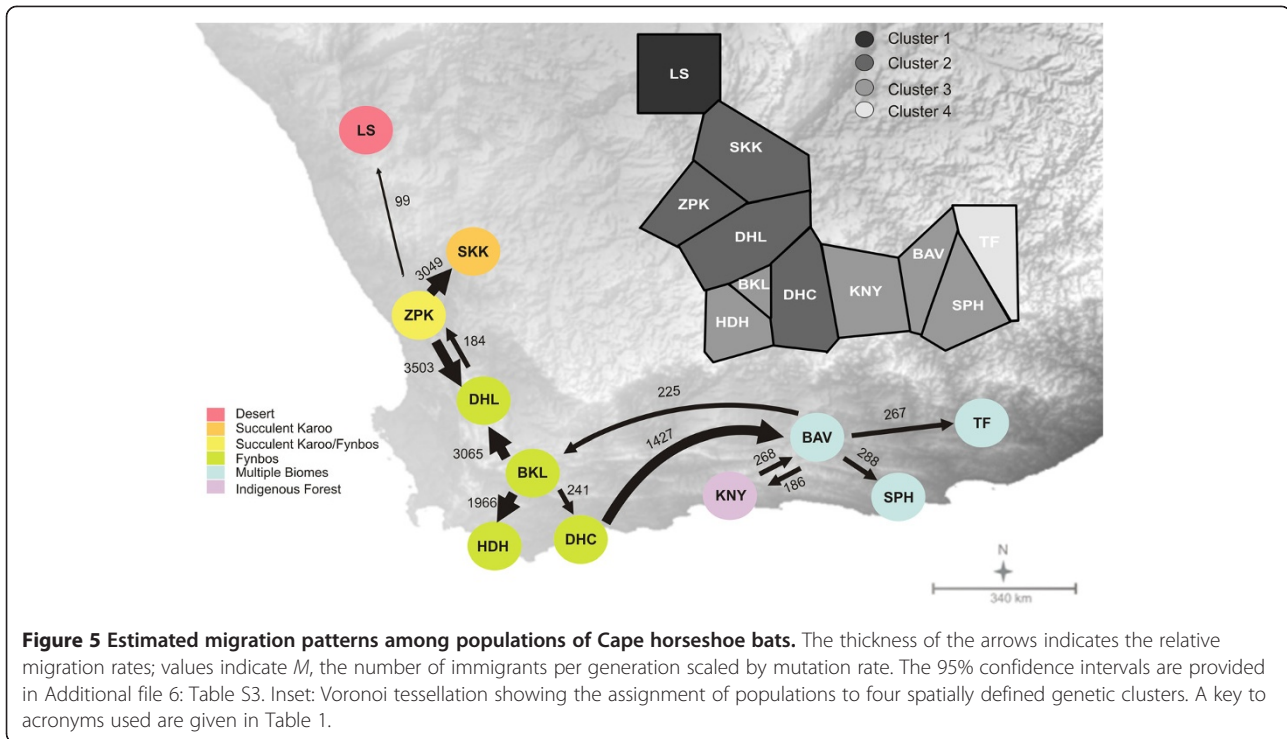 LS
Cluster 1
Cluster 2
Cluster 3
Cluster 4
LS
SKK
99
ZPK
DHL
BAV
TF
SKK
3049
BKL
DHC
KNY
SPH
HDH
ZPK
184
3503
DHL
225
Desert
Succulent Karoo
Succulent Karoo/Fynbos
Fynbos
Multiple Biomes
Indigenous Forest
1427
BAV
267
TF
3065
BKL
268
288
241
KNY
186
SPH
1966
HDH
DHC
N
340 km
Figure 5 Estimated migration patterns among populations of Cape horseshoe bats. The thickness of the arrows indicates the relative
migration rates; values indicate M, the number of immigrants per generation scaled by mutation rate. The 95% confidence intervals are provided
in Additional file 6: Table S3. Inset: Voronoi tessellation showing the assignment of populations to four spatially defined genetic clusters. A key to
acronyms used are given in Table 1.